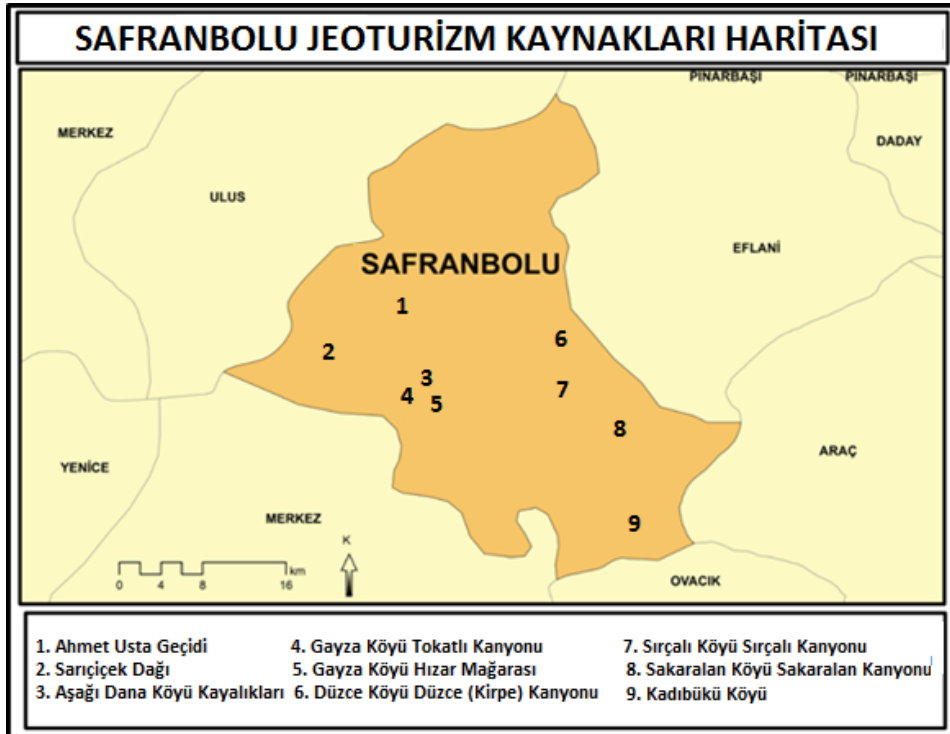 SAFRANBOLU JEOTURİZM KAYNAKLARI HARİTASI
PINARBAŞI PINARBAŞI
MERKEZ
DADAY
ULUS
EFLANİ
SAFRANBOLU
1
6
2
3
7
4
5
8
ARAÇ
YENİCE
MERKEZ
9
K
km
0 4 8 16
OVACIK
1. Ahmet Usta Geçidi
2. Sarıçiçek Dağı
3. Aşağı Dana Köyü Kayalıkları
4. Gayza Köyü Tokatlı Kanyonu
5. Gayza Köyü Hızar Mağarası
6. Düzce Köyü Düzce (Kirpe) Kanyonu
7. Sırçalı Köyü Sırçalı Kanyonu
8. Sakaralan Köyü Sakaralan Kanyonu
9. Kadıbükü Köyü